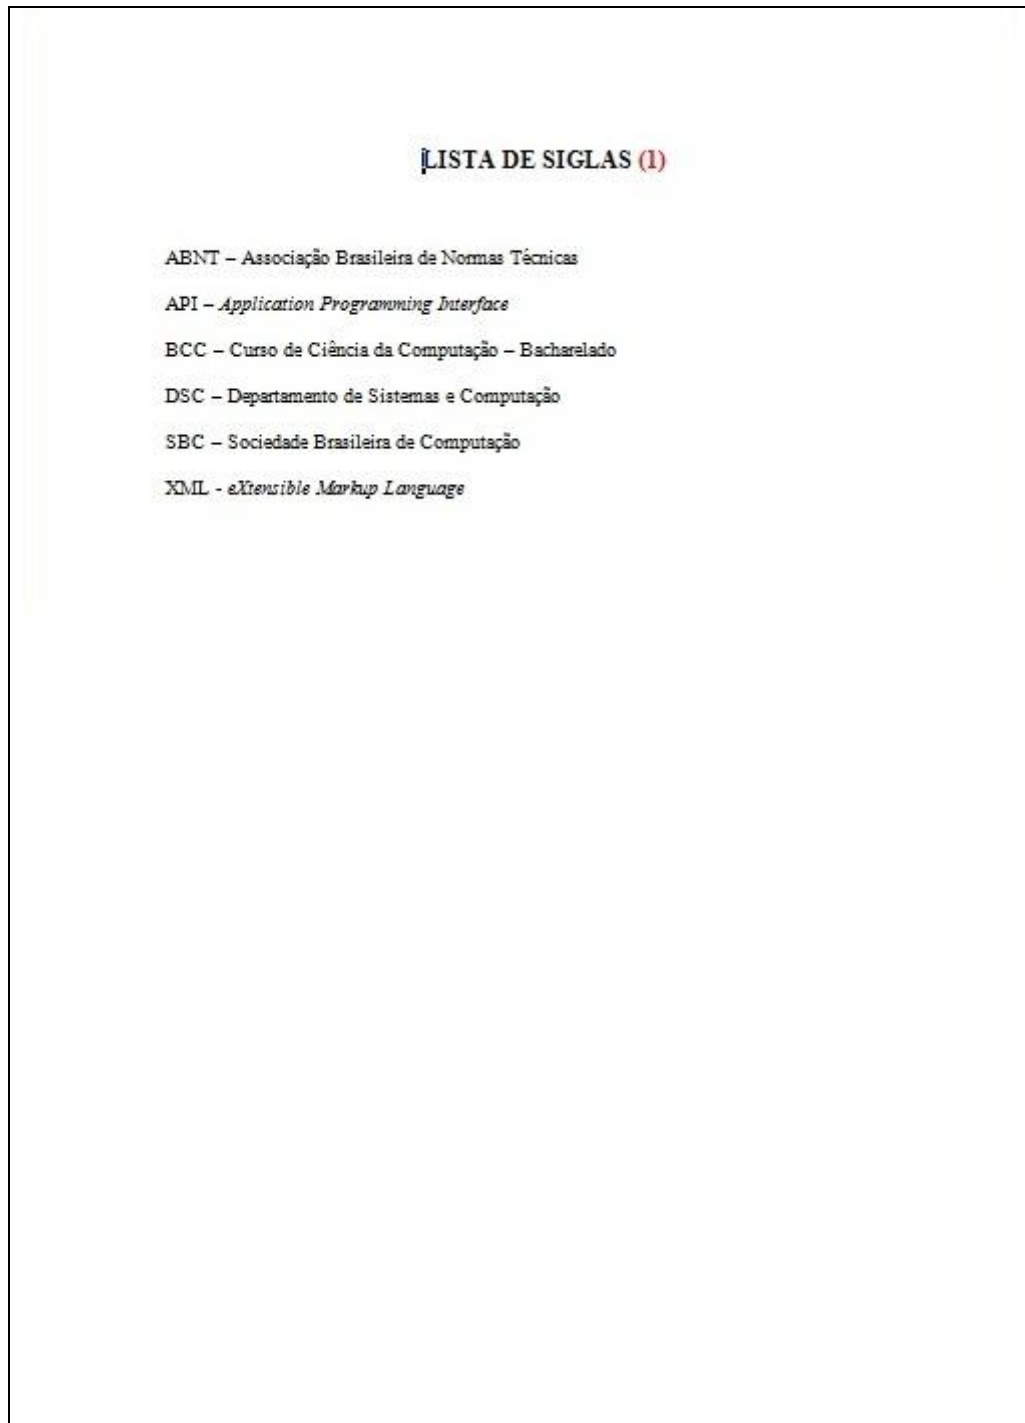 LISTA DE SIGLAS (1)
ABNT – Associação Brasileira de Normas Técnicas
API – Application Programming Interface
BCC – Curso de Ciência da Computação – Bacharelado
DSC – Departamento de Sistemas e Computação
SBC – Sociedade Brasileira de Computação
XML - eXtensible Markup Language